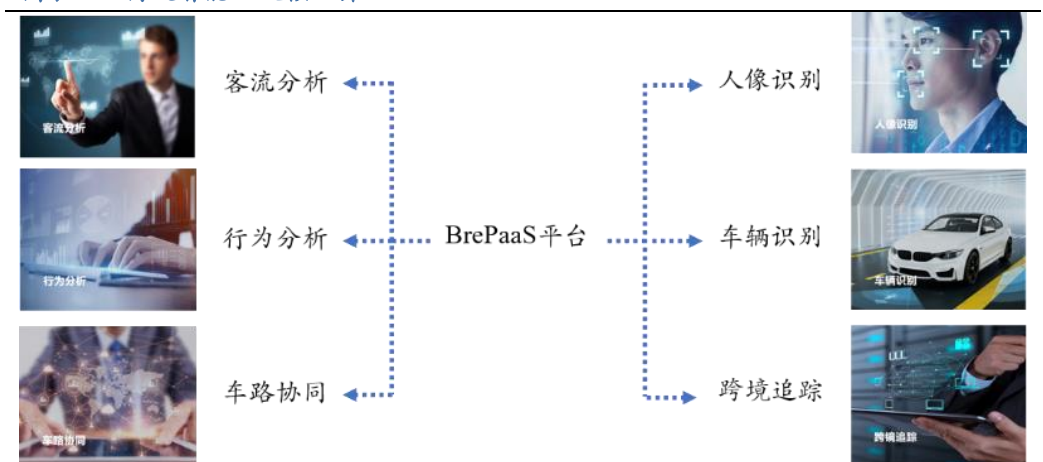 客流分析
客流分析
人像识别
人像识别
行为分析
行为分析
BrePaaS平台
车辆识别
车辆识别
车路协同
车路协同
跨境追踪
跨镜追踪